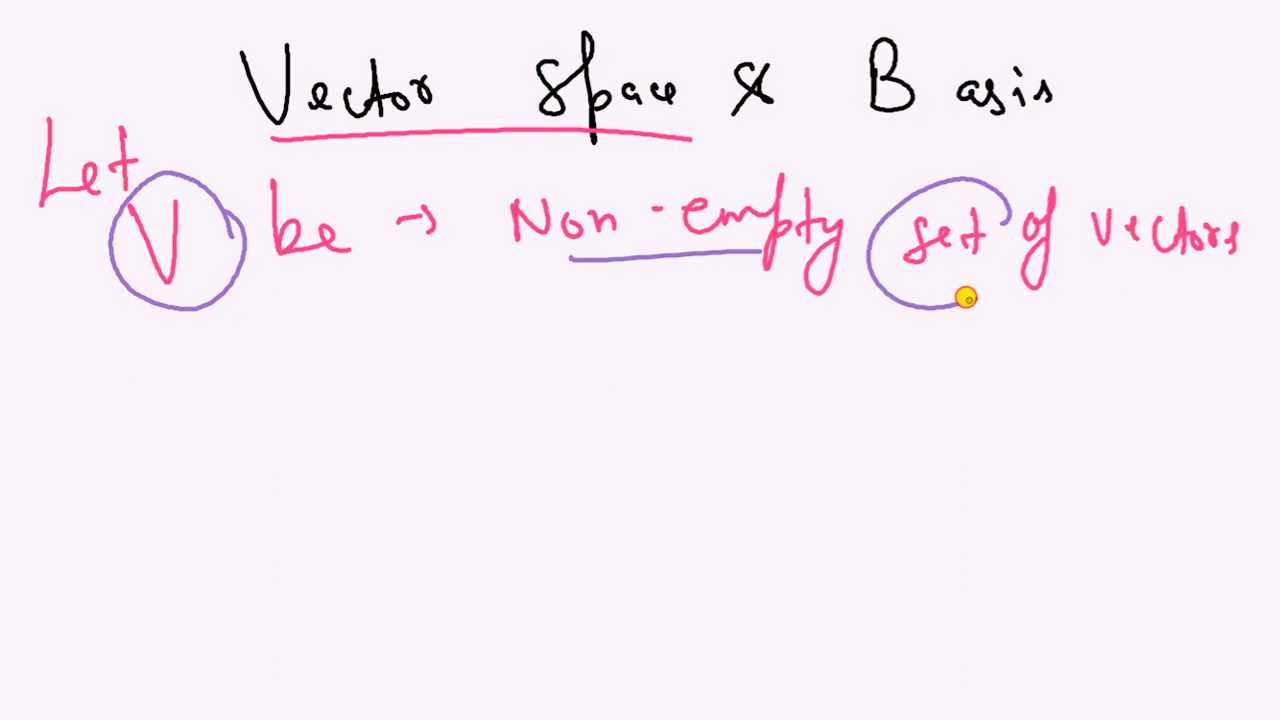 Vector Space & Basis
Let V be → Non-empty set of vectors